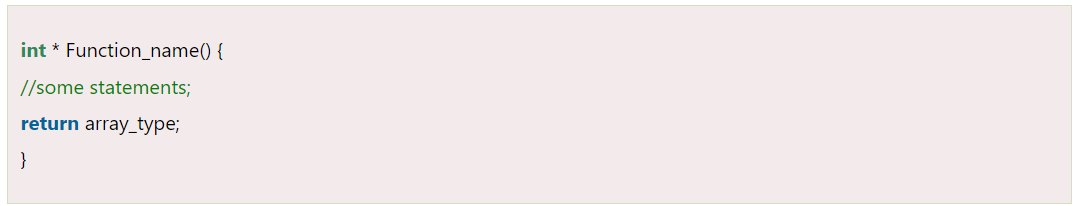 int * Function_name() {
//some statements;
return array_type;
}